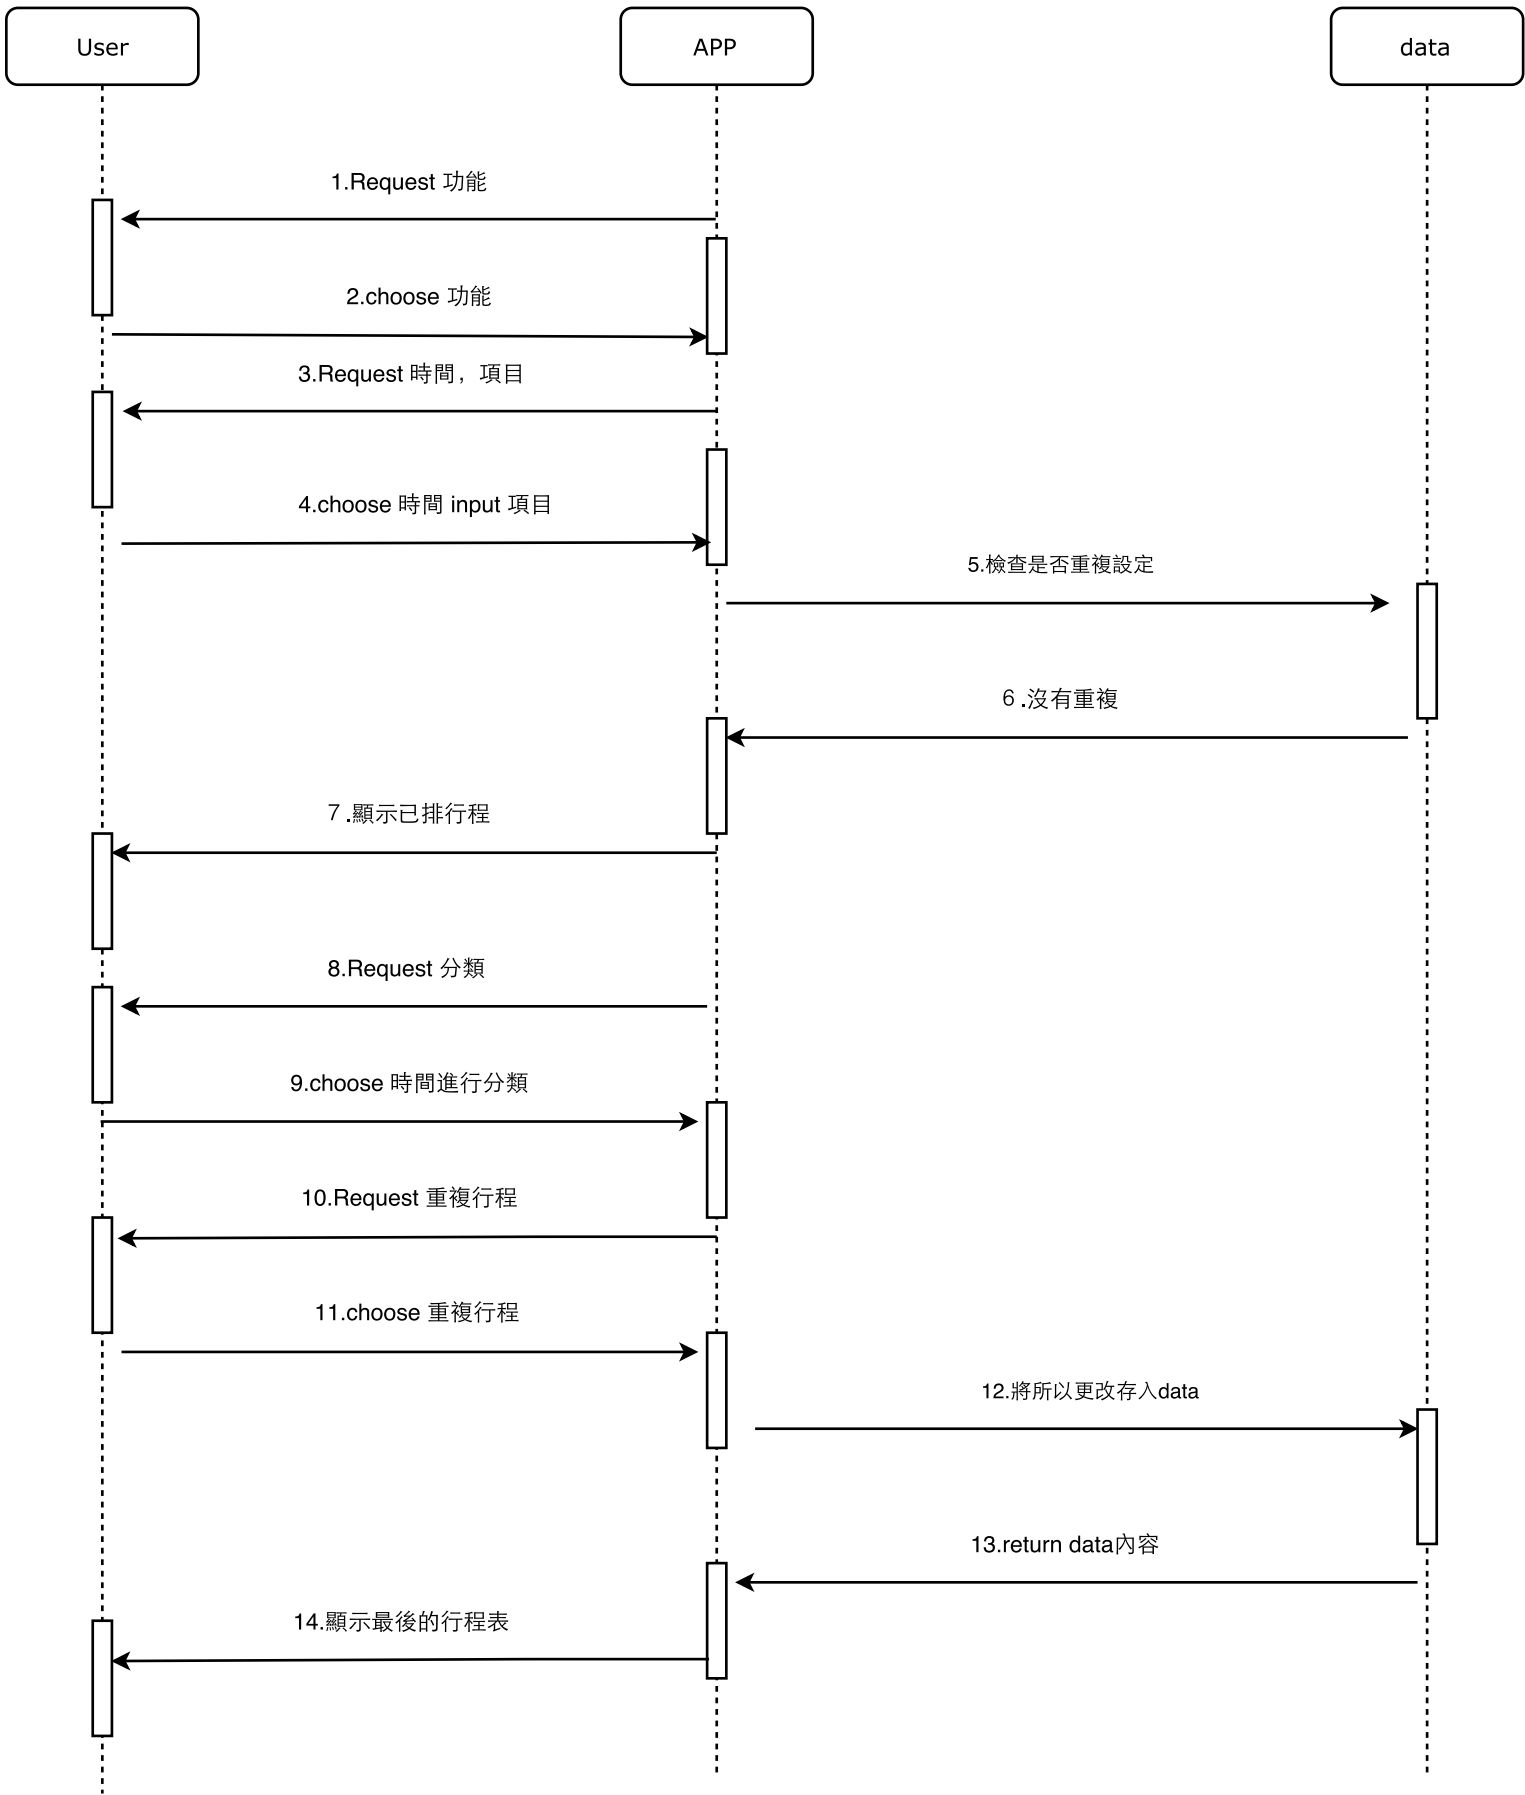 User
APP
data
1.Request 功能
2.choose 功能
3.Request 時間，項目
4.choose 時間 input 項目
5.檢查是否重複設定
６.沒有重複
７.顯示已排行程
8.Request 分類
9.choose 時間進行分類
10.Request 重複行程
11.choose 重複行程
12.將所以更改存入data
13.return data內容
14.顯示最後的行程表